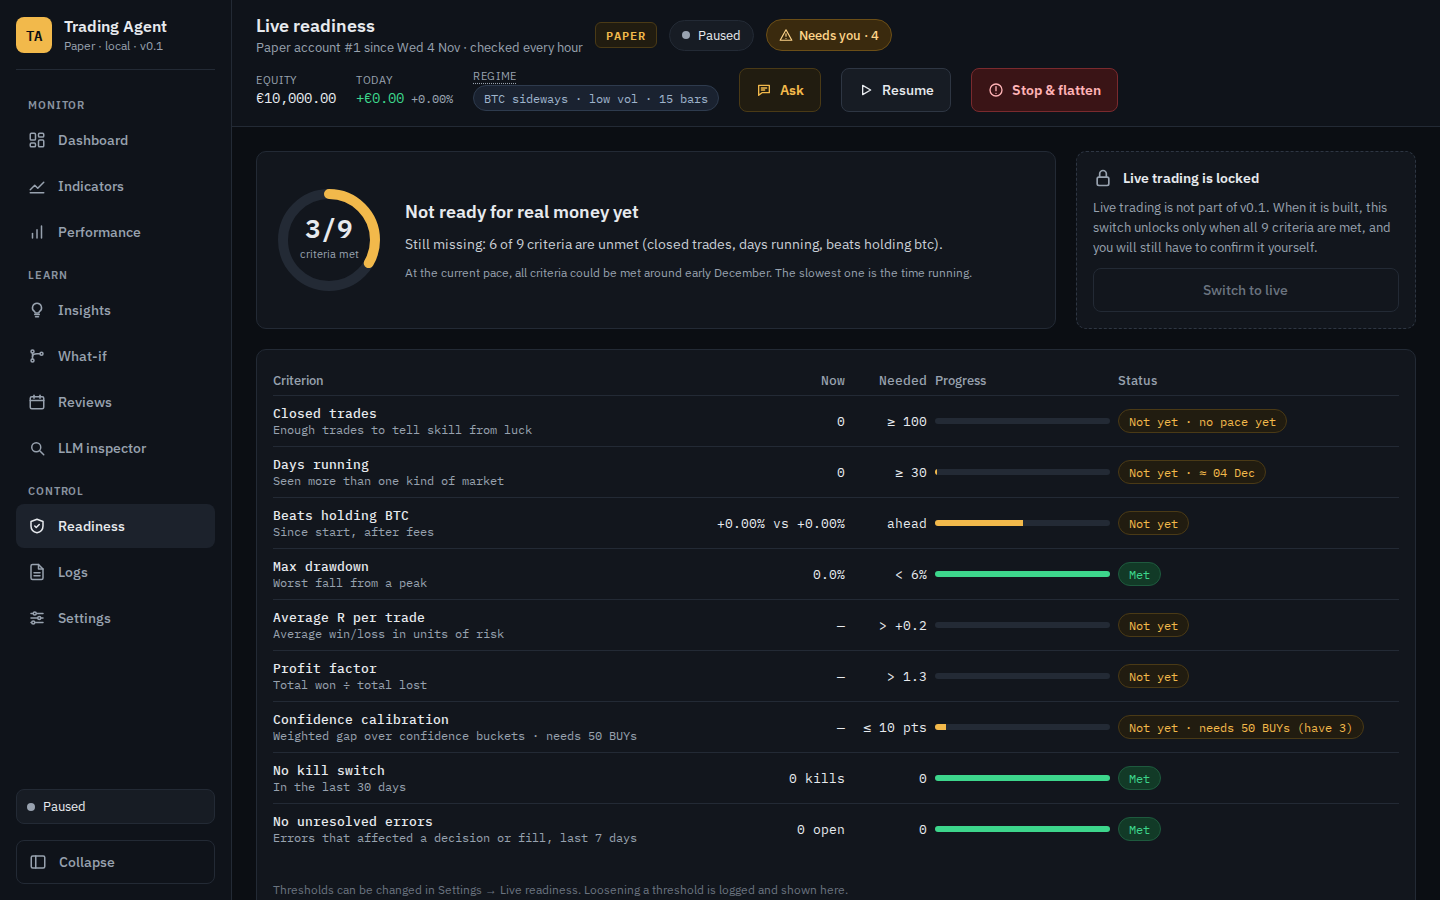 TA
Trading Agent
Paper · local · v0.1
MONITOR
Dashboard
Indicators
Performance
LEARN
Insights
What-if
Reviews
LLM inspector
CONTROL
Readiness
Logs
Settings
Paused
Collapse
Live readiness
Paper account #1 since Wed 4 Nov · checked every hour
PAPER
Paused
Needs you · 4
EQUITY
€10,000.00
TODAY
+€0.00 +0.00%
REGIME
BTC sideways · low vol · 15 bars
Ask
Resume
Stop & flatten
3/9
criteria met
Not ready for real money yet
Still missing: 6 of 9 criteria are unmet (closed trades, days running, beats holding btc).
At the current pace, all criteria could be met around early December. The slowest one is the time running.
Live trading is locked
Live trading is not part of v0.1. When it is built, this
switch unlocks only when all 9 criteria are met, and
you will still have to confirm it yourself.
Switch to live
Criterion Now Needed Progress Status
Closed trades
Enough trades to tell skill from luck
0 ≥ 100 Not yet · no pace yet
Days running
Seen more than one kind of market
0 ≥ 30 Not yet · ≈ 04 Dec
Beats holding BTC
Since start, after fees
+0.00% vs +0.00% ahead Not yet
Max drawdown
Worst fall from a peak
0.0% < 6% Met
Average R per trade
Average win/loss in units of risk
— > +0.2 Not yet
Profit factor
Total won ÷ total lost
— > 1.3 Not yet
Confidence calibration
Weighted gap over confidence buckets · needs 50 BUYs
— ≤ 10 pts Not yet · needs 50 BUYs (have 3)
No kill switch
In the last 30 days
0 kills 0 Met
No unresolved errors
Errors that affected a decision or fill, last 7 days
0 open 0 Met
Thresholds can be changed in Settings → Live readiness. Loosening a threshold is logged and shown here.